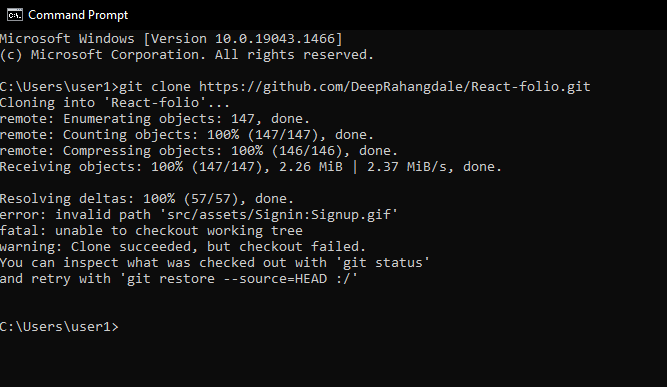 Command Prompt
Microsoft Windows [Version 10.0.19043.1466]
(c) Microsoft Corporation. All rights reserved.
C:\Users\user1>git clone https://github.com/DeepRahangdale/React-folio.git
Cloning into 'React-folio'...
remote: Enumerating objects: 147, done.
remote: Counting objects: 100% (147/147), done.
remote: Compressing objects: 100% (146/146), done.
Receiving objects: 100% (147/147), 2.26 MiB | 2.37 MiB/s, done.
Resolving deltas: 100% (57/57), done.
error: invalid path 'src/assets/Signin:Signup.gif'
fatal: unable to checkout working tree
warning: Clone succeeded, but checkout failed.
You can inspect what was checked out with 'git status'
and retry with 'git restore --source=HEAD :/'
C:\Users\user1>